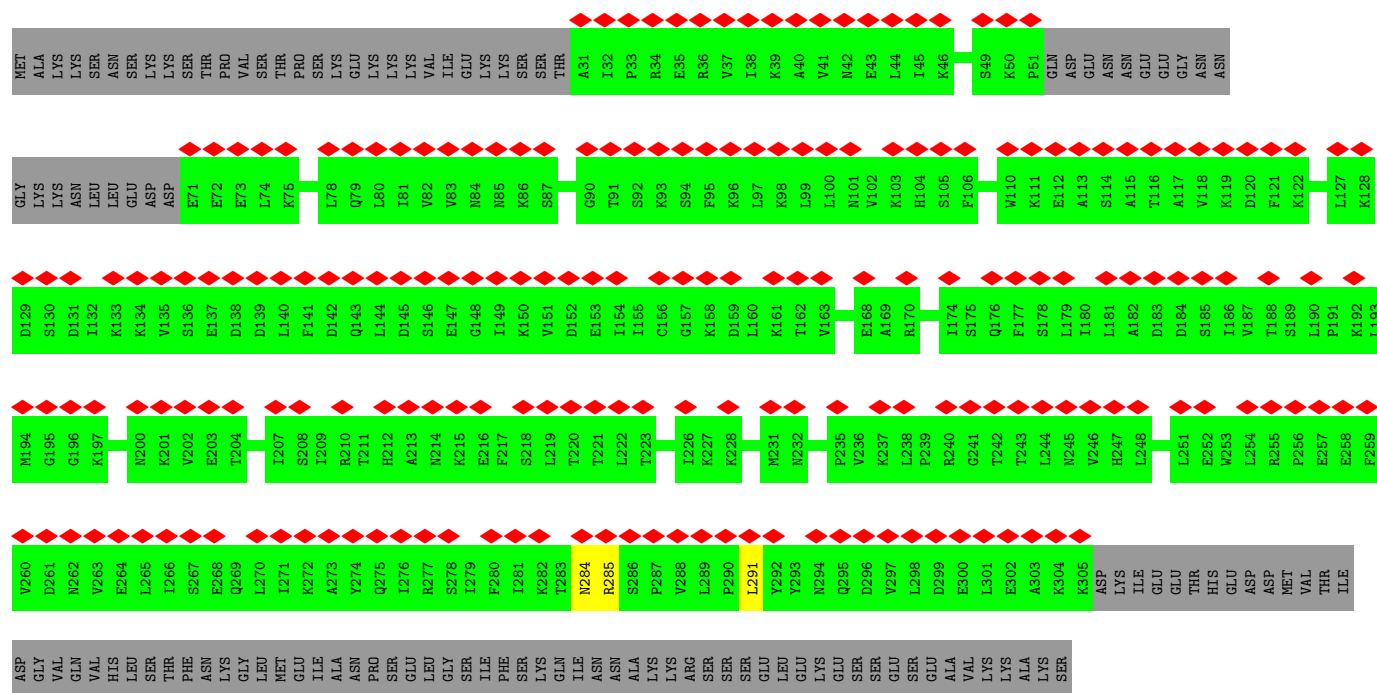 MET ALA LYS LYS SER ASN SER LYS LYS SER THR PRO VAL SER THR PRO SER LYS GLU LYS LYS LYS VAL ILE GLU LYS LYS SER SER THR A31 I32 P33 R34 E35 R36 V37 I38 K39 A40 V41 N42 E43 L44 I45 K46 S49 K50 P51 GLN ASP GLU ASN ASN GLU GLU GLY ASN ASN
GLY LYS LYS ASN LEU LEU GLU ASP ASP E71 E72 E73 L74 K75 L78 Q79 L80 I81 V82 V83 N84 N85 K86 S87 G90 T91 S92 K93 S94 F95 K96 L97 K98 L99 L100 N101 V102 K103 H104 S105 F106 W110 K111 E112 A113 S114 A115 T116 A117 V118 K119 D120 F121 K122 L127 K128
D129 S130 D131 I132 K133 K134 V135 S136 E137 D138 D139 L140 F141 D142 Q143 L144 D145 S146 E147 G148 I149 K150 V151 D152 E153 I154 I155 C156 G157 K158 D159 L160 K161 T162 V163 E168 A169 R170 I174 S175 Q176 F177 S178 L179 I180 L181 A182 D183 D184 S185 I186 V187 T188 S189 L190 P191 K192 L193
M194 G195 G196 K197 N200 K201 V202 E203 T204 I207 S208 I209 R210 T211 H212 A213 N214 K215 E216 F217 S218 L219 T220 T221 L222 T223 I226 K227 K228 M231 N232 P235 V236 K237 L238 P239 R240 G241 T242 T243 L244 N245 V246 H247 L248 L251 E252 W253 L254 R255 P256 E257 E258 F259
V260 D261 N262 V263 E264 L265 I266 S267 E268 Q269 L270 I271 K272 A273 Y274 Q275 I276 R277 S278 I279 F280 I281 K282 T283 N284 R285 S286 P287 V288 L289 P290 L291 Y292 Y293 N294 Q295 D296 V297 L298 D299 E300 L301 E302 A303 K304 K305 ASP LYS ILE GLU GLU THR HIS GLU ASP ASP MET VAL THR ILE
ASP GLY VAL GLN VAL HIS LEU SER THR PHE ASN LYS GLY LEU MET GLU ILE ALA ASN PRO SER GLU LEU GLY SER ILE PHE SER LYS GLN ILE ASN ASN ALA LYS LYS ARG SER SER SER GLU LEU GLU LYS GLU SER SER GLU SER GLU ALA VAL LYS LYS ALA LYS SER